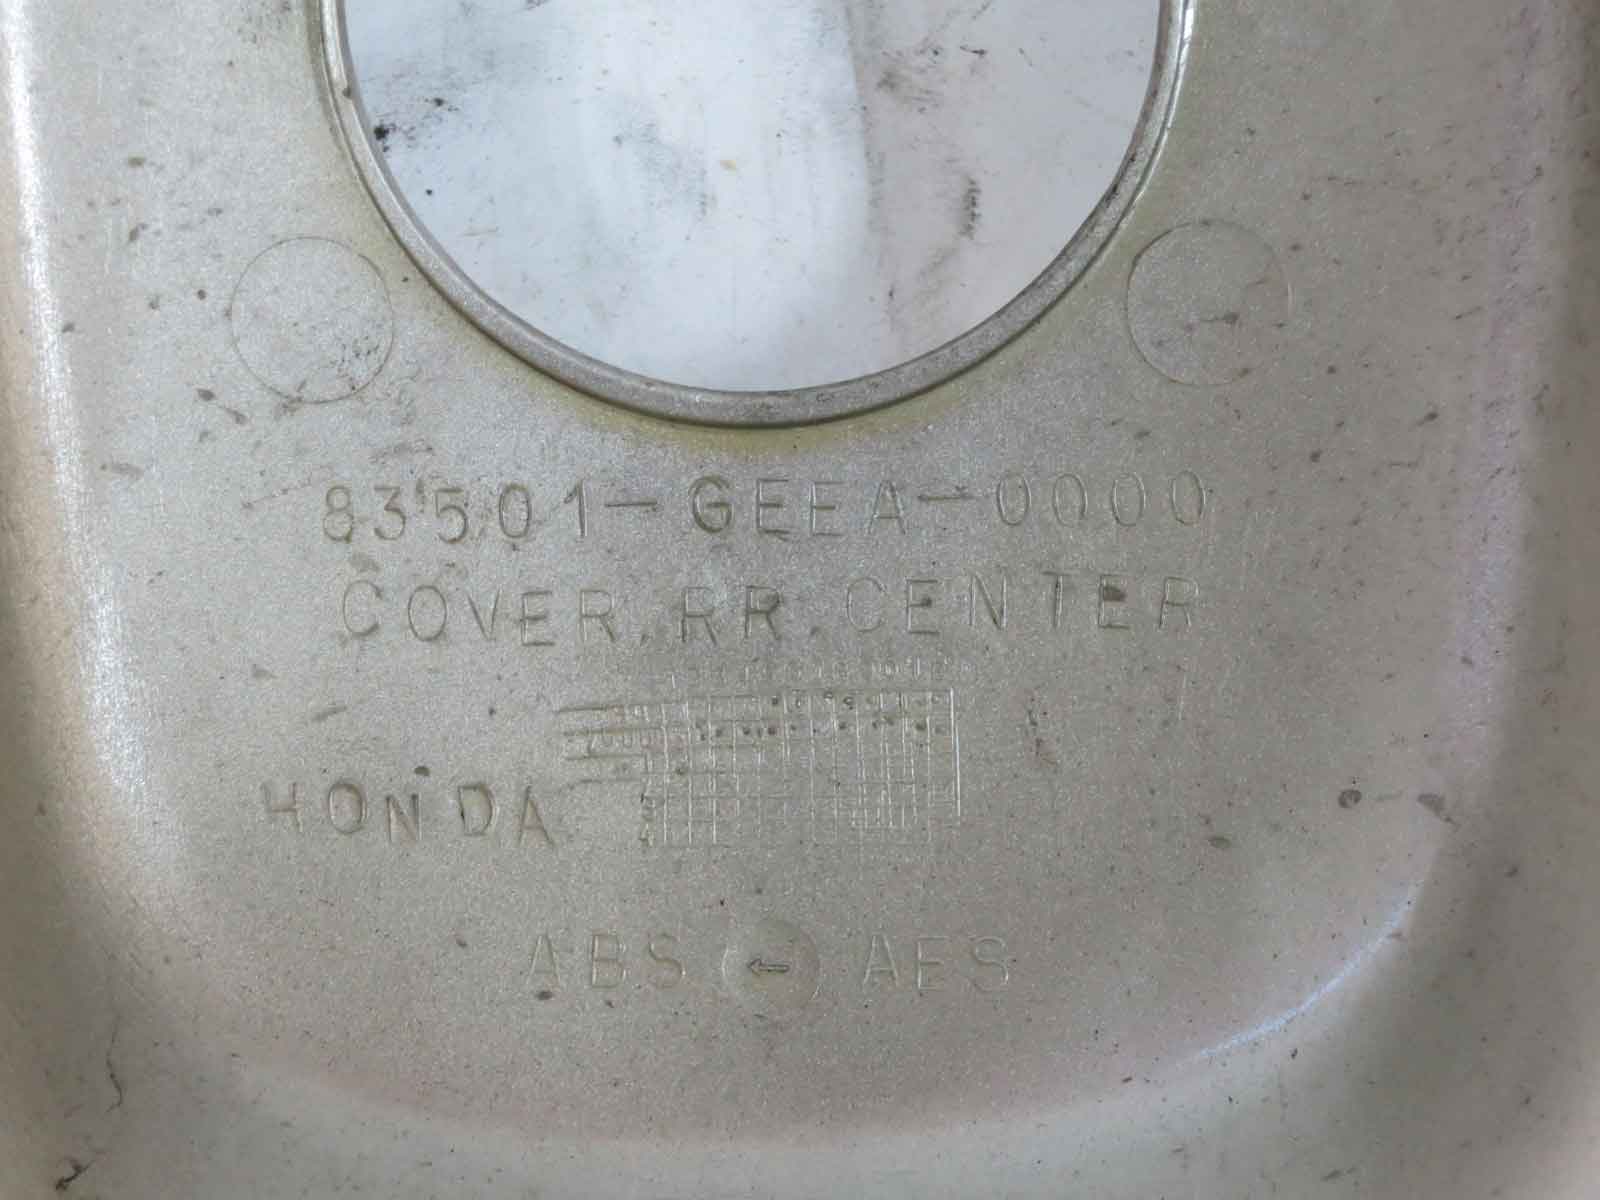 83501-GEEA-0000
COVER, RR. CENTER
HONDA
ABS ← AES